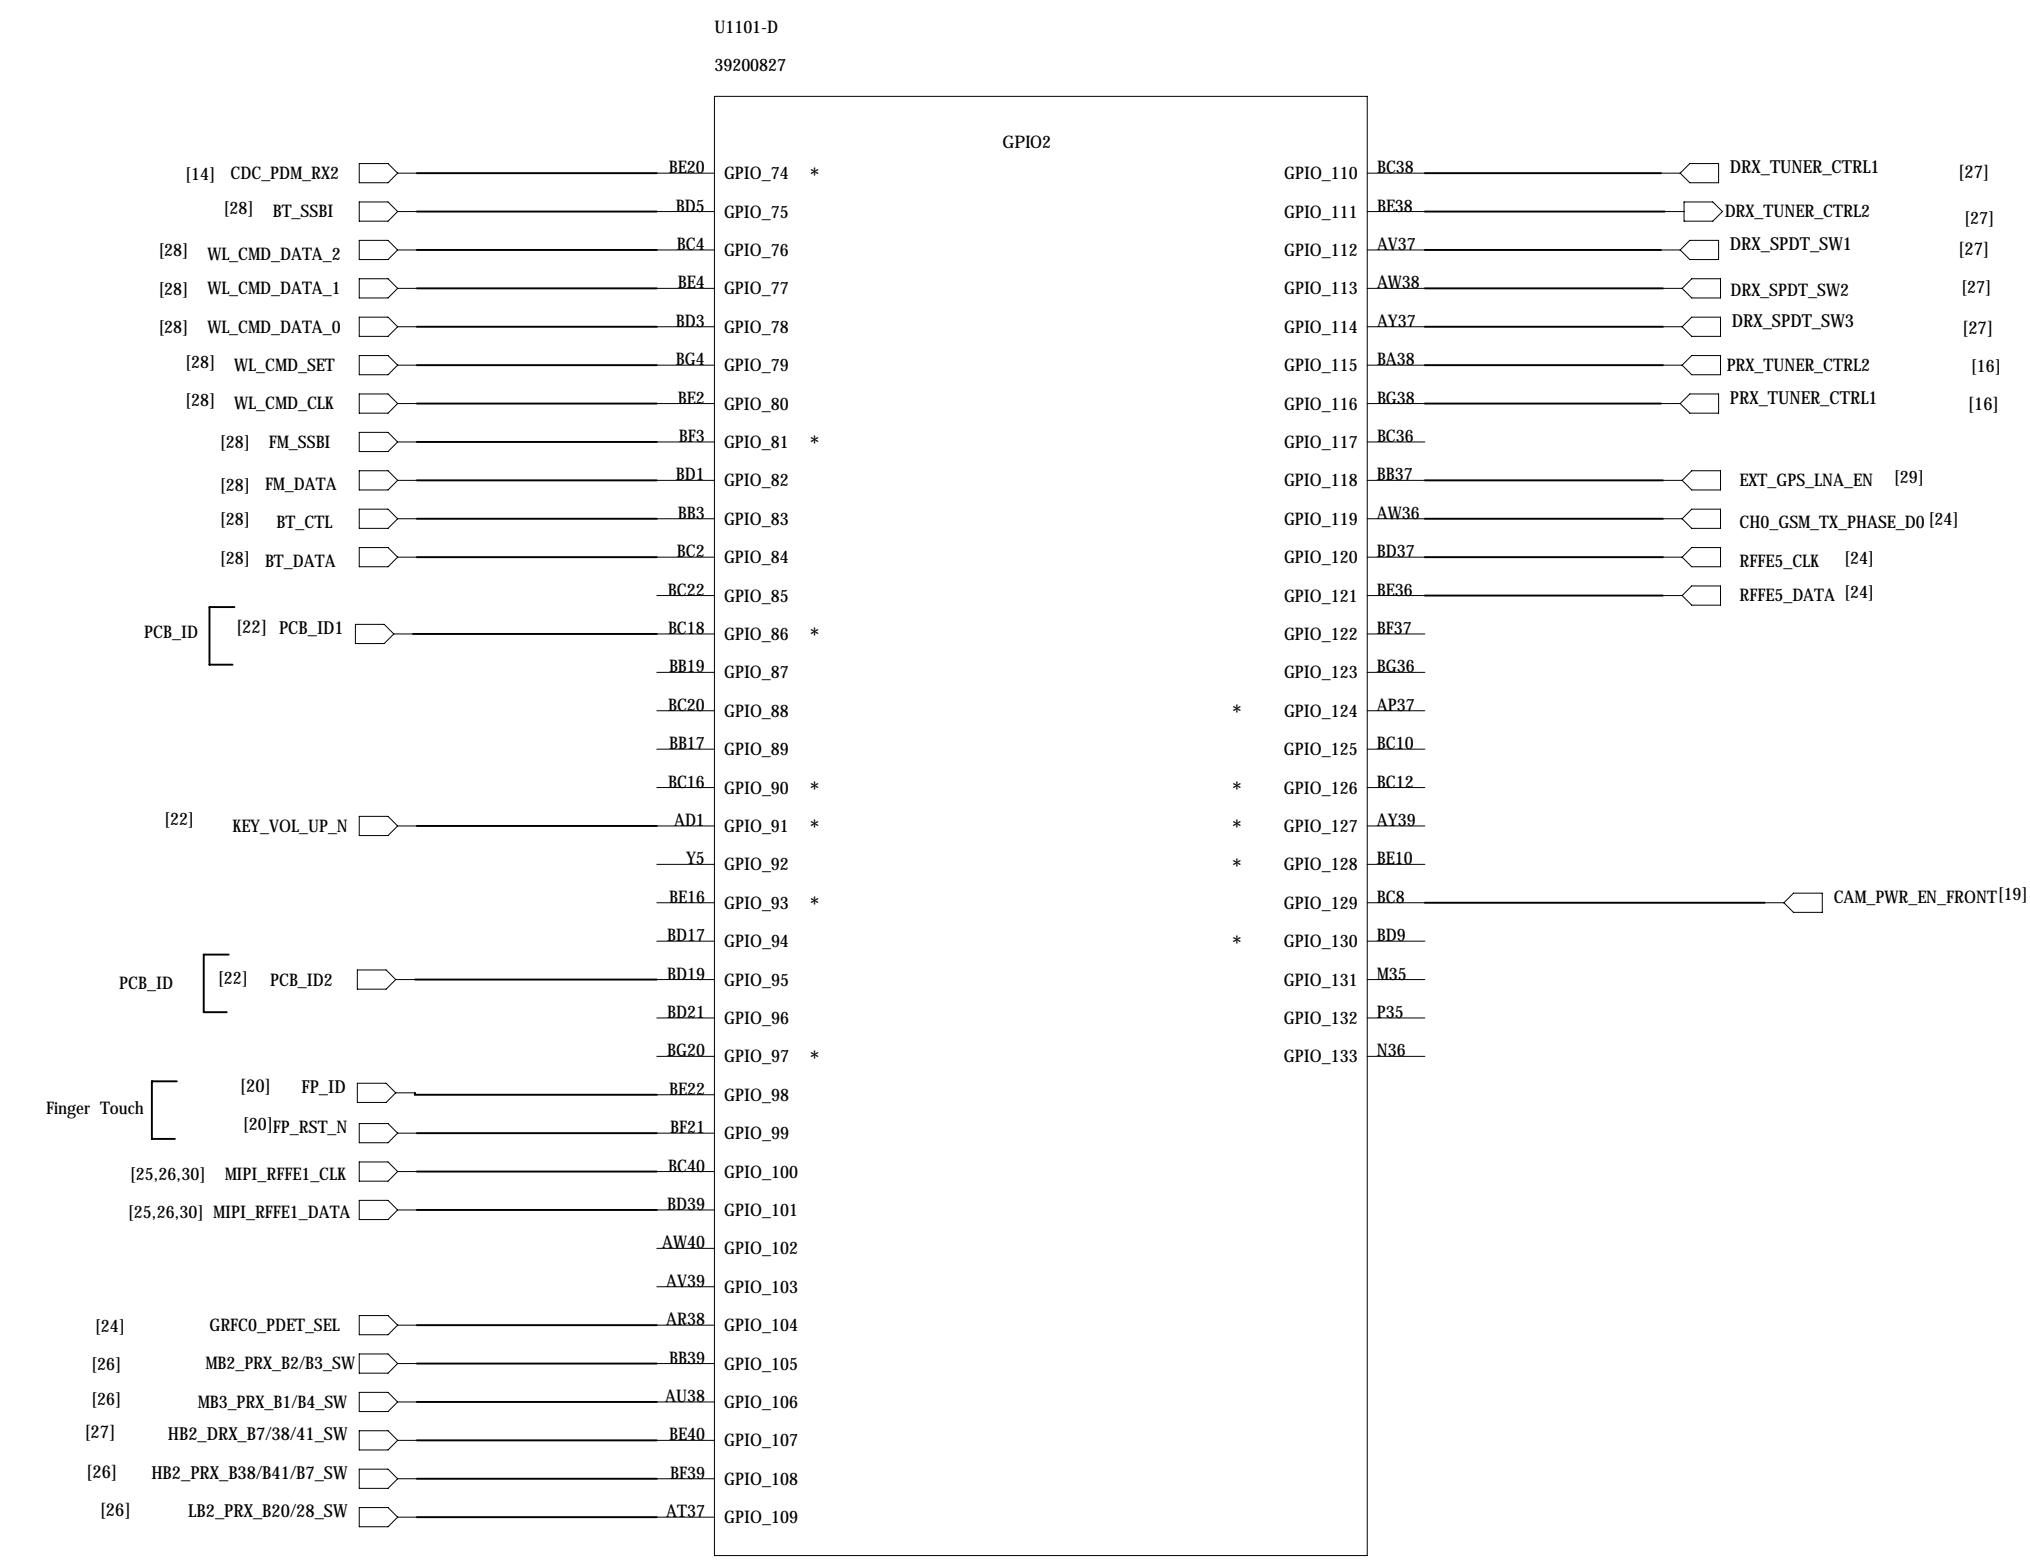 U1101-D
39200827
GPIO2
[14] CDC_PDM_RX2 BE20 GPIO_74 * GPIO_110 BC38 DRX_TUNER_CTRL1 [27]
[28] BT_SSBI BD5 GPIO_75 GPIO_111 BE38 DRX_TUNER_CTRL2 [27]
[28] WL_CMD_DATA_2 BC4 GPIO_76 GPIO_112 AV37 DRX_SPDT_SW1 [27]
[28] WL_CMD_DATA_1 BE4 GPIO_77 GPIO_113 AW38 DRX_SPDT_SW2 [27]
[28] WL_CMD_DATA_0 BD3 GPIO_78 GPIO_114 AY37 DRX_SPDT_SW3 [27]
[28] WL_CMD_SET BG4 GPIO_79 GPIO_115 BA38 PRX_TUNER_CTRL2 [16]
[28] WL_CMD_CLK BE2 GPIO_80 GPIO_116 BG38 PRX_TUNER_CTRL1 [16]
[28] FM_SSBI BF3 GPIO_81 * GPIO_117 BC36
[28] FM_DATA BD1 GPIO_82 GPIO_118 BB37 EXT_GPS_LNA_EN [29]
[28] BT_CTL BB3 GPIO_83 GPIO_119 AW36 CH0_GSM_TX_PHASE_D0 [24]
[28] BT_DATA BC2 GPIO_84 GPIO_120 BD37 RFFE5_CLK [24]
BC22 GPIO_85 GPIO_121 BE36 RFFE5_DATA [24]
PCB_ID [22] PCB_ID1 BC18 GPIO_86 * GPIO_122 BF37
BB19 GPIO_87 GPIO_123 BG36
BC20 GPIO_88 * GPIO_124 AP37
BB17 GPIO_89 GPIO_125 BC10
BC16 GPIO_90 * * GPIO_126 BC12
[22] KEY_VOL_UP_N AD1 GPIO_91 * * GPIO_127 AY39
Y5 GPIO_92 * GPIO_128 BE10
BE16 GPIO_93 * GPIO_129 BC8 CAM_PWR_EN_FRONT [19]
BD17 GPIO_94 * GPIO_130 BD9
PCB_ID [22] PCB_ID2 BD19 GPIO_95 GPIO_131 M35
BD21 GPIO_96 GPIO_132 P35
BG20 GPIO_97 * GPIO_133 N36
Finger Touch
[20] FP_ID BE22 GPIO_98
[20] FP_RST_N BF21 GPIO_99
[25,26,30] MIPI_RFFE1_CLK BC40 GPIO_100
[25,26,30] MIPI_RFFE1_DATA BD39 GPIO_101
AW40 GPIO_102
AV39 GPIO_103
[24] GRFC0_PDET_SEL AR38 GPIO_104
[26] MB2_PRX_B2/B3_SW BB39 GPIO_105
[26] MB3_PRX_B1/B4_SW AU38 GPIO_106
[27] HB2_DRX_B7/38/41_SW BE40 GPIO_107
[26] HB2_PRX_B38/B41/B7_SW BF39 GPIO_108
[26] LB2_PRX_B20/28_SW AT37 GPIO_109